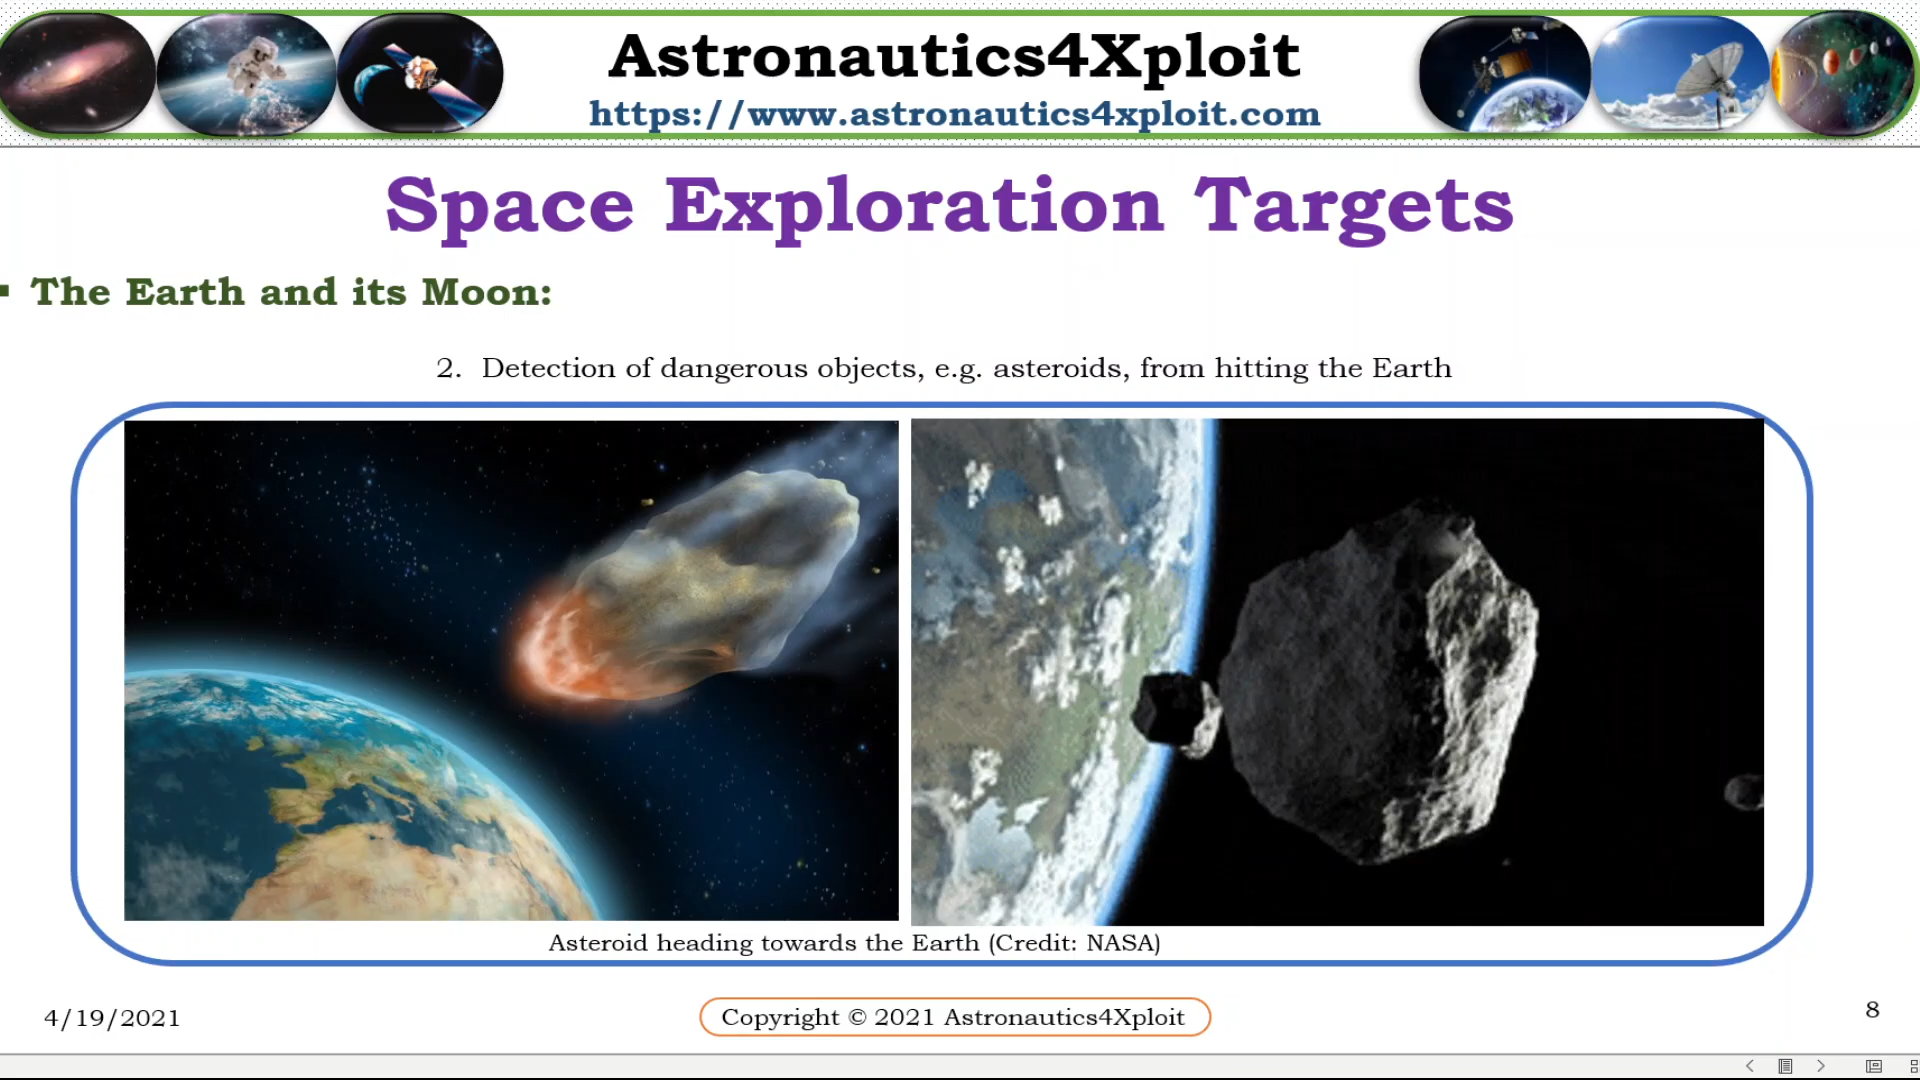 Astronautics4Xploit
https://www.astronautics4xploit.com
Space Exploration Targets
▪ The Earth and its Moon:
2. Detection of dangerous objects, e.g. asteroids, from hitting the Earth
Asteroid heading towards the Earth (Credit: NASA)
4/19/2021
Copyright © 2021 Astronautics4Xploit
8